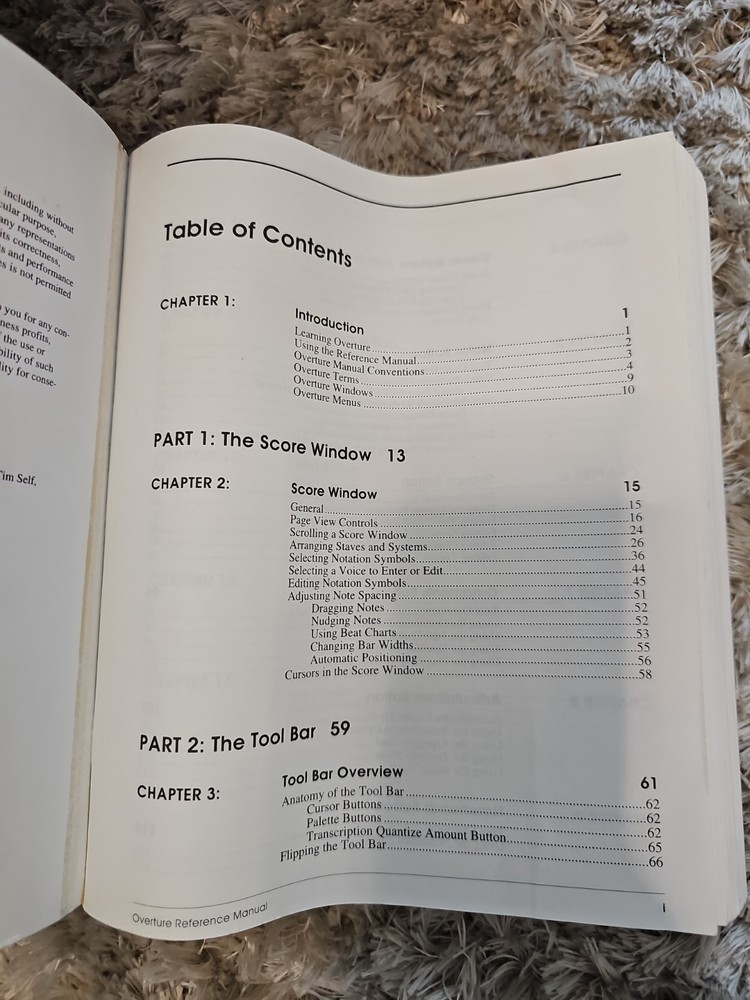 including without
cular purpose,
any representations
its correctness,
s and performance
es is not permitted
you for any con-
ness profits,
the use or
bility of such
lity for conse-
Tim Self.
Table of Contents
CHAPTER 1:
Introduction 1
Learning Overture 1
Using the Reference Manual 2
Overture Manual Conventions 3
Overture Terms 4
Overture Windows 9
Overture Menus 10
PART 1: The Score Window 13
CHAPTER 2:
Score Window 15
General 15
Page View Controls 16
Scrolling a Score Window 24
Arranging Staves and Systems 26
Selecting Notation Symbols 36
Selecting a Voice to Enter or Edit 44
Editing Notation Symbols 45
Adjusting Note Spacing 51
Dragging Notes 52
Nudging Notes 52
Using Beat Charts 53
Changing Bar Widths 55
Automatic Positioning 56
Cursors in the Score Window 58
PART 2: The Tool Bar 59
CHAPTER 3:
Tool Bar Overview 61
Anatomy of the Tool Bar 62
Cursor Buttons 62
Palette Buttons 62
Transcription Quantize Amount Button 65
Flipping the Tool Bar 66
Overture Reference Manual I